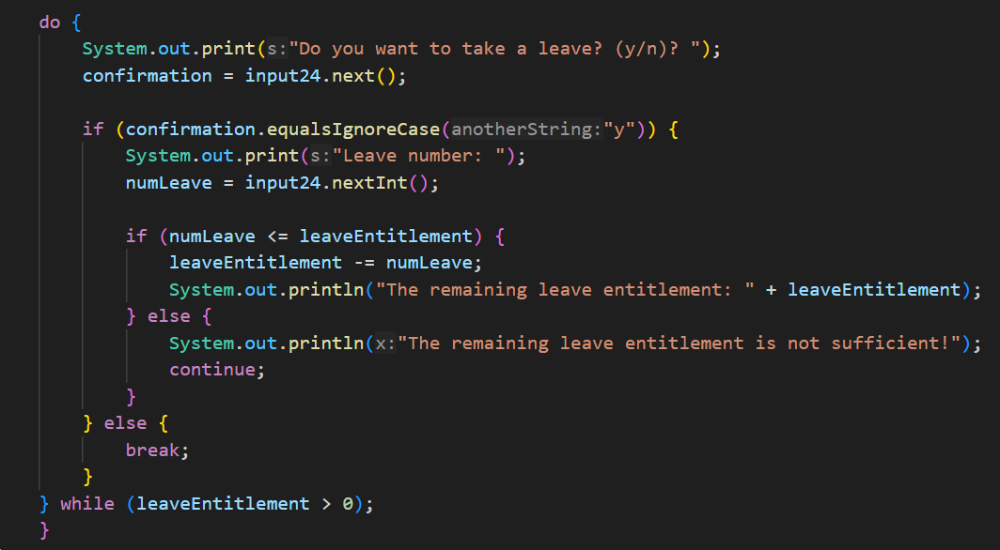 do {
System.out.print(s:"Do you want to take a leave? (y/n)? ");
confirmation = input24.next();
if (confirmation.equalsIgnoreCase(anotherString:"y")) {
System.out.print(s:"Leave number: ");
numLeave = input24.nextInt();
if (numLeave <= leaveEntitlement) {
leaveEntitlement -= numLeave;
System.out.println("The remaining leave entitlement: " + leaveEntitlement);
} else {
System.out.println(x:"The remaining leave entitlement is not sufficient!");
continue;
}
} else {
break;
}
} while (leaveEntitlement > 0);
}